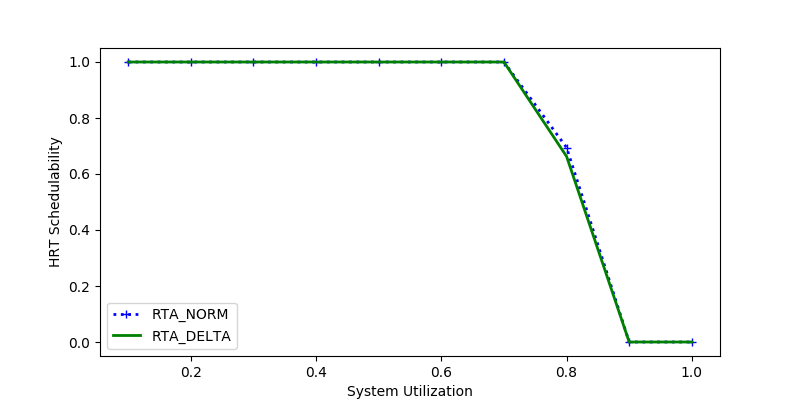 1.0
0.8
0.6
0.4
0.2
0.0
HRT Schedulability
RTA_NORM
RTA_DELTA
0.2 0.4 0.6 0.8 1.0
System Utilization